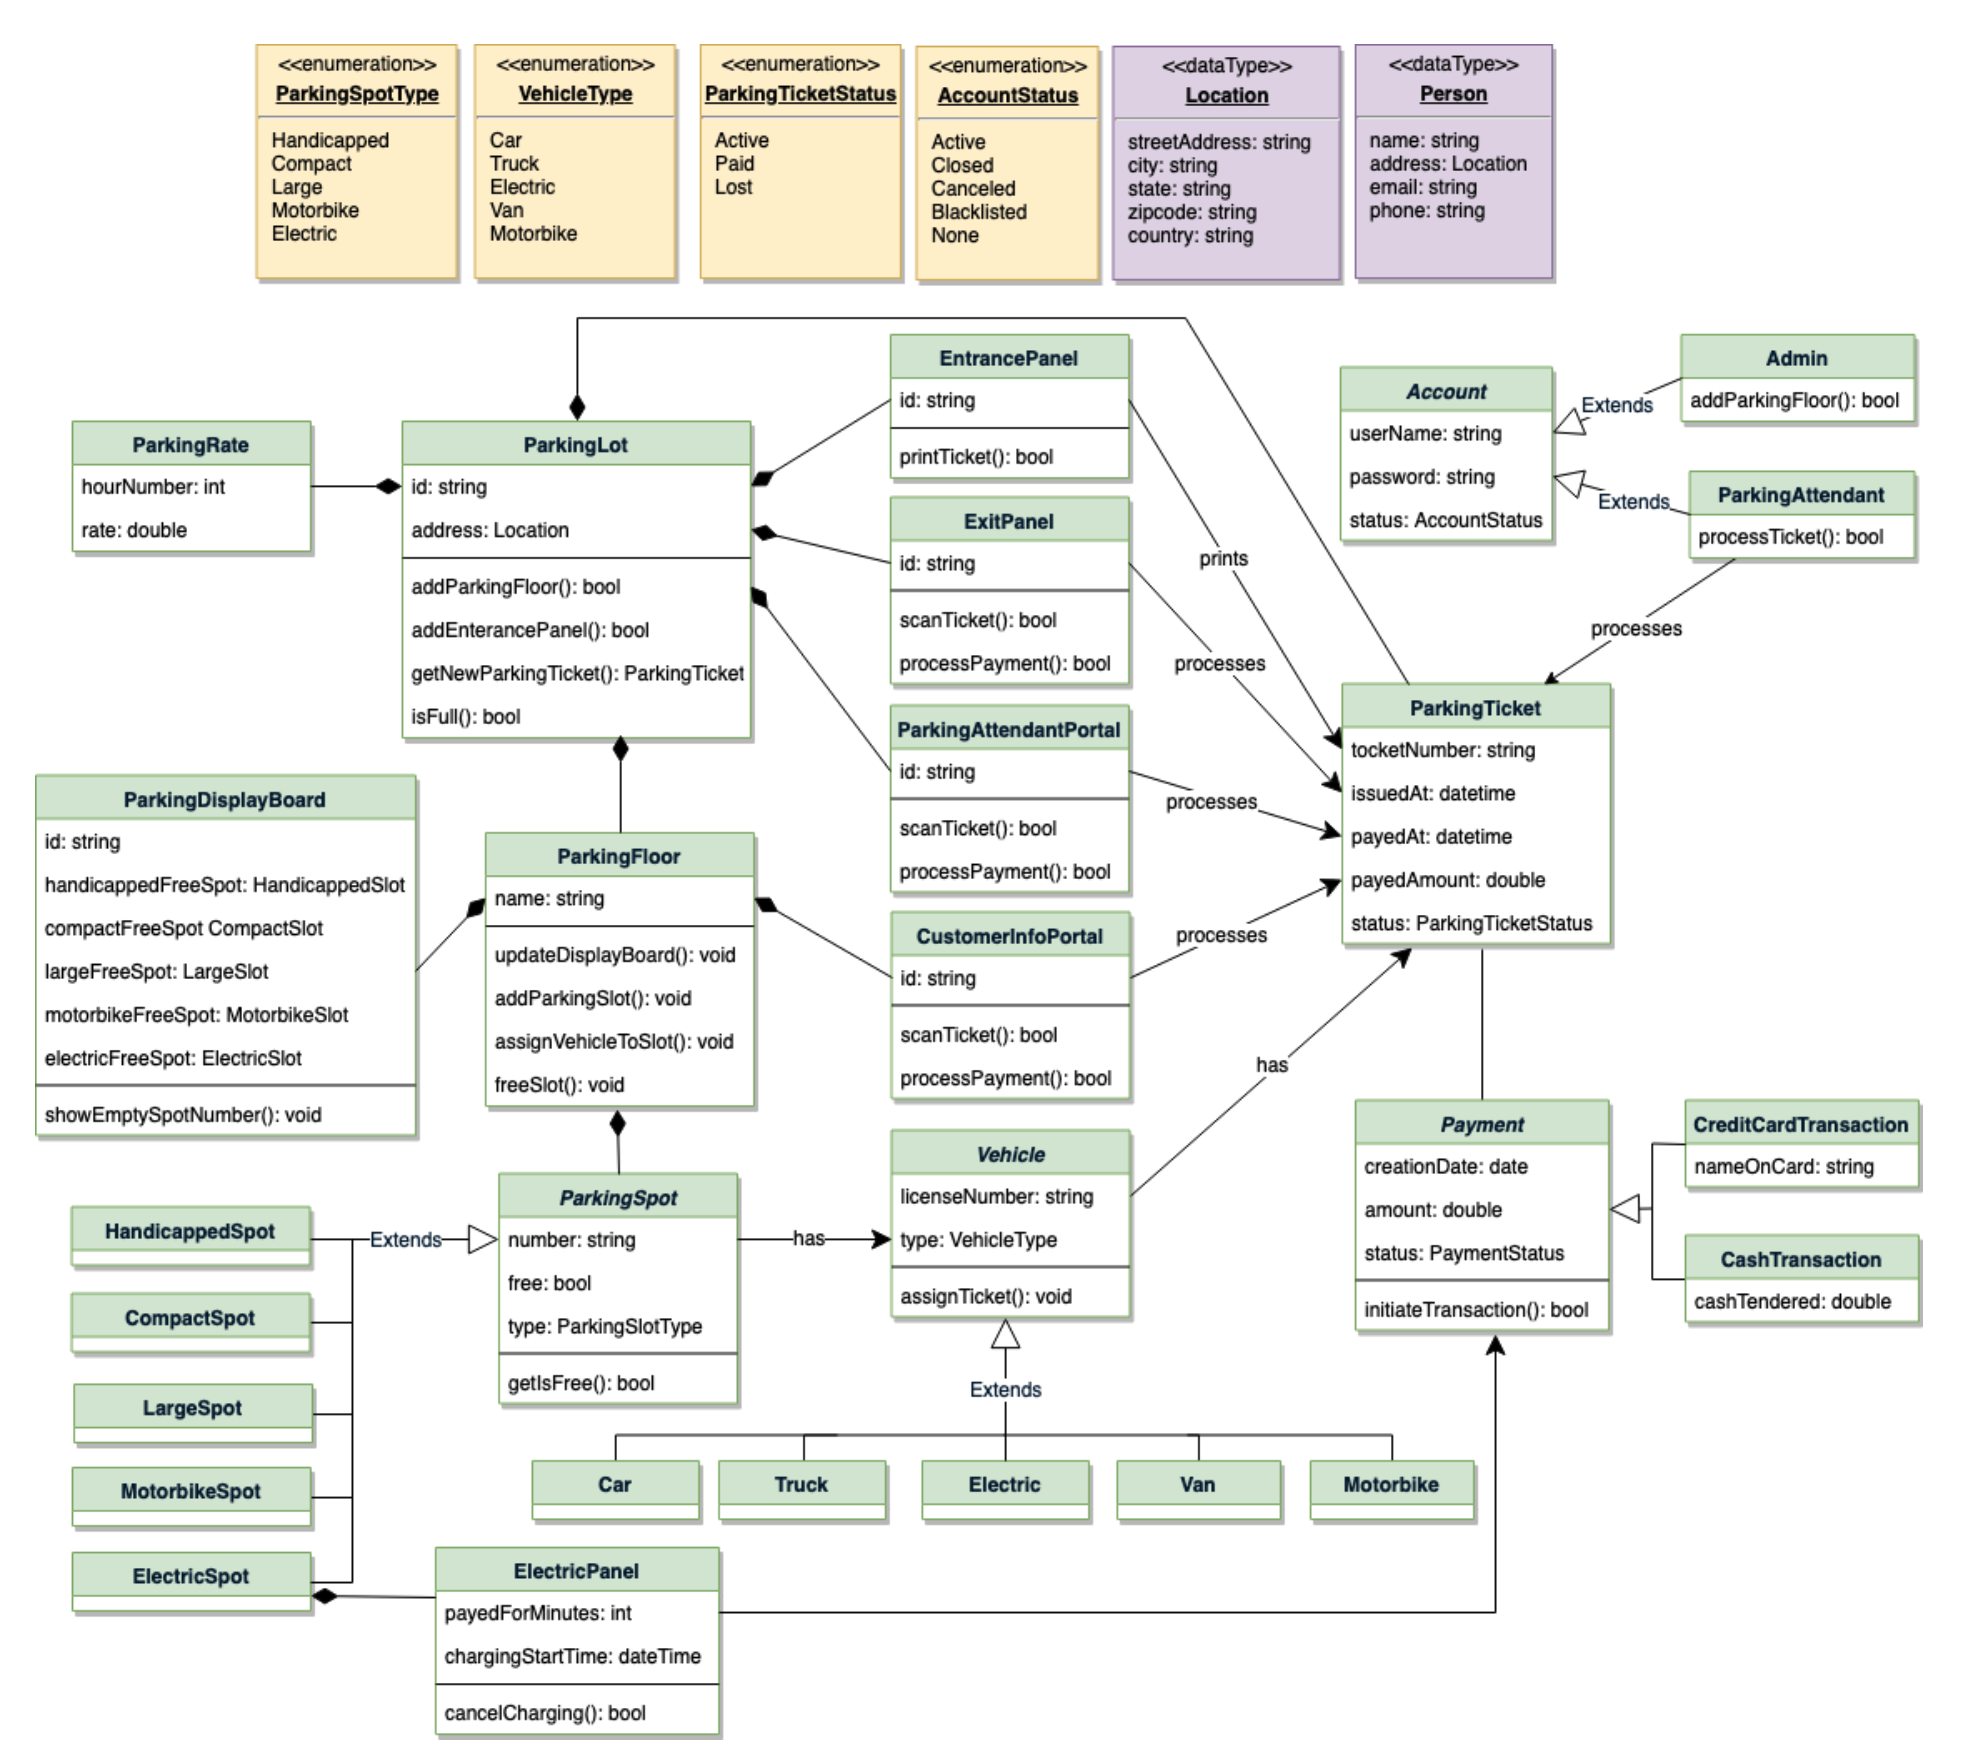 <<enumeration>>
ParkingSpotType
Handicapped
Compact
Large
Motorbike
Electric
<<enumeration>>
VehicleType
Car
Truck
Electric
Van
Motorbike
<<enumeration>>
ParkingTicketStatus
Active
Paid
Lost
<<enumeration>>
AccountStatus
Active
Closed
Canceled
Blacklisted
None
<<dataType>>
Location
streetAddress: string
city: string
state: string
zipcode: string
country: string
<<dataType>>
Person
name: string
address: Location
email: string
phone: string
ParkingRate
hourNumber: int
rate: double
ParkingLot
id: string
address: Location
addParkingFloor(): bool
addEnterancePanel(): bool
getNewParkingTicket(): ParkingTicket
isFull(): bool
EntrancePanel
id: string
printTicket(): bool
prints
ExitPanel
id: string
scanTicket(): bool
processPayment(): bool
processes
ParkingAttendantPortal
id: string
scanTicket(): bool
processPayment(): bool
processes
CustomerInfoPortal
id: string
scanTicket(): bool
processPayment(): bool
processes
Account
userName: string
password: string
status: AccountStatus
Extends
Admin
addParkingFloor(): bool
Extends
ParkingAttendant
processTicket(): bool
processes
ParkingTicket
tocketNumber: string
issuedAt: datetime
payedAt: datetime
payedAmount: double
status: ParkingTicketStatus
ParkingDisplayBoard
id: string
handicappedFreeSpot: HandicappedSlot
compactFreeSpot CompactSlot
largeFreeSpot: LargeSlot
motorbikeFreeSpot: MotorbikeSlot
electricFreeSpot: ElectricSlot
showEmptySpotNumber(): void
ParkingFloor
name: string
updateDisplayBoard(): void
addParkingSlot(): void
assignVehicleToSlot(): void
freeSlot(): void
ParkingSpot
number: string
free: bool
type: ParkingSlotType
getIsFree(): bool
has
Vehicle
licenseNumber: string
type: VehicleType
assignTicket(): void
has
Extends
Car
Truck
Electric
Van
Motorbike
Payment
creationDate: date
amount: double
status: PaymentStatus
initiateTransaction(): bool
CreditCardTransaction
nameOnCard: string
CashTransaction
cashTendered: double
HandicappedSpot
Extends
CompactSpot
LargeSpot
MotorbikeSpot
ElectricSpot
ElectricPanel
payedForMinutes: int
chargingStartTime: dateTime
cancelCharging(): bool